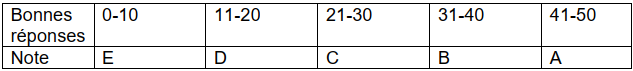 Bonnes réponses 0-10 11-20 21-30 31-40 41-50
Note E D C B A